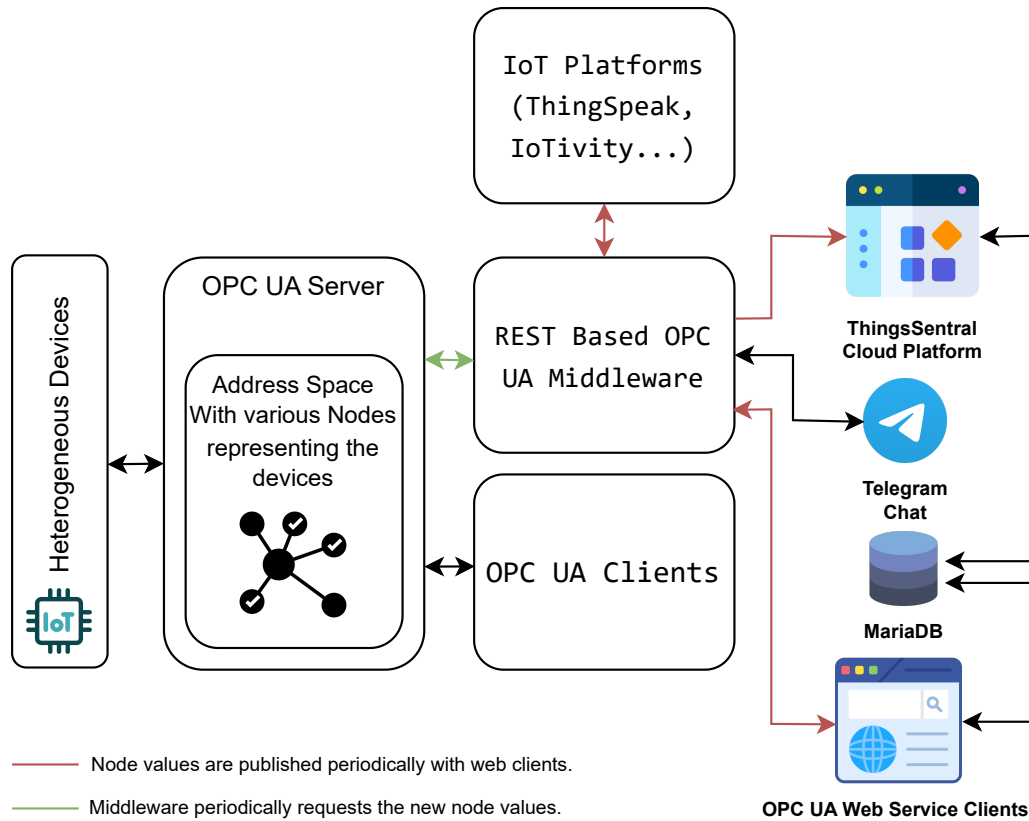 IoT Platforms
(ThingSpeak,
IoTivity...)
OPC UA Server
REST Based OPC
UA Middleware
ThingsSentral
Cloud Platform
Heterogeneous Devices
IoT
Address Space
With various Nodes
representing the
devices
Telegram
Chat
OPC UA Clients
MariaDB
Node values are published periodically with web clients.
Middleware periodically requests the new node values.
OPC UA Web Service Clients